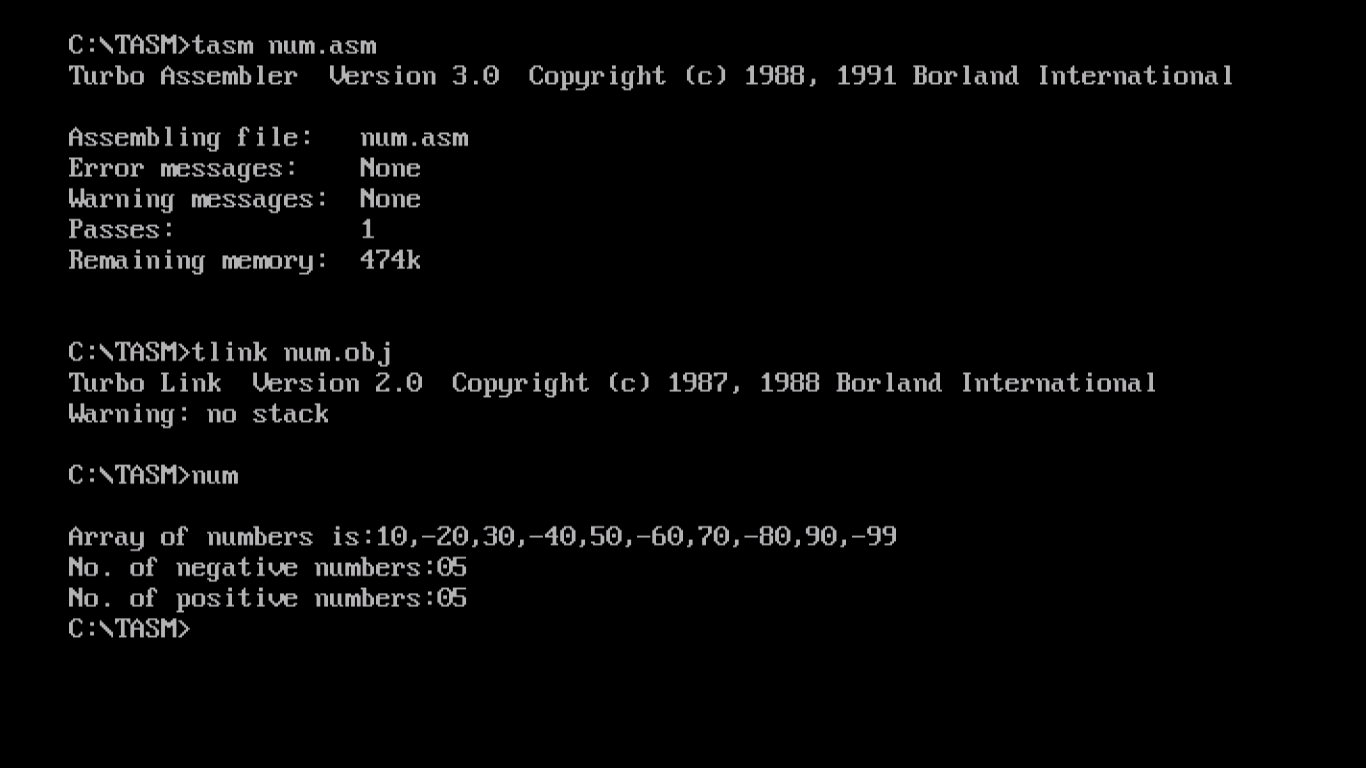 C:\TASM>tasm num.asm
Turbo Assembler  Version 3.0  Copyright (c) 1988, 1991 Borland International
Assembling file:   num.asm
Error messages:    None
Warning messages:  None
Passes:            1
Remaining memory:  474k
C:\TASM>tlink num.obj
Turbo Link  Version 2.0  Copyright (c) 1987, 1988 Borland International
Warning: no stack
C:\TASM>num
Array of numbers is:10,-20,30,-40,50,-60,70,-80,90,-99
No. of negative numbers:05
No. of positive numbers:05
C:\TASM>